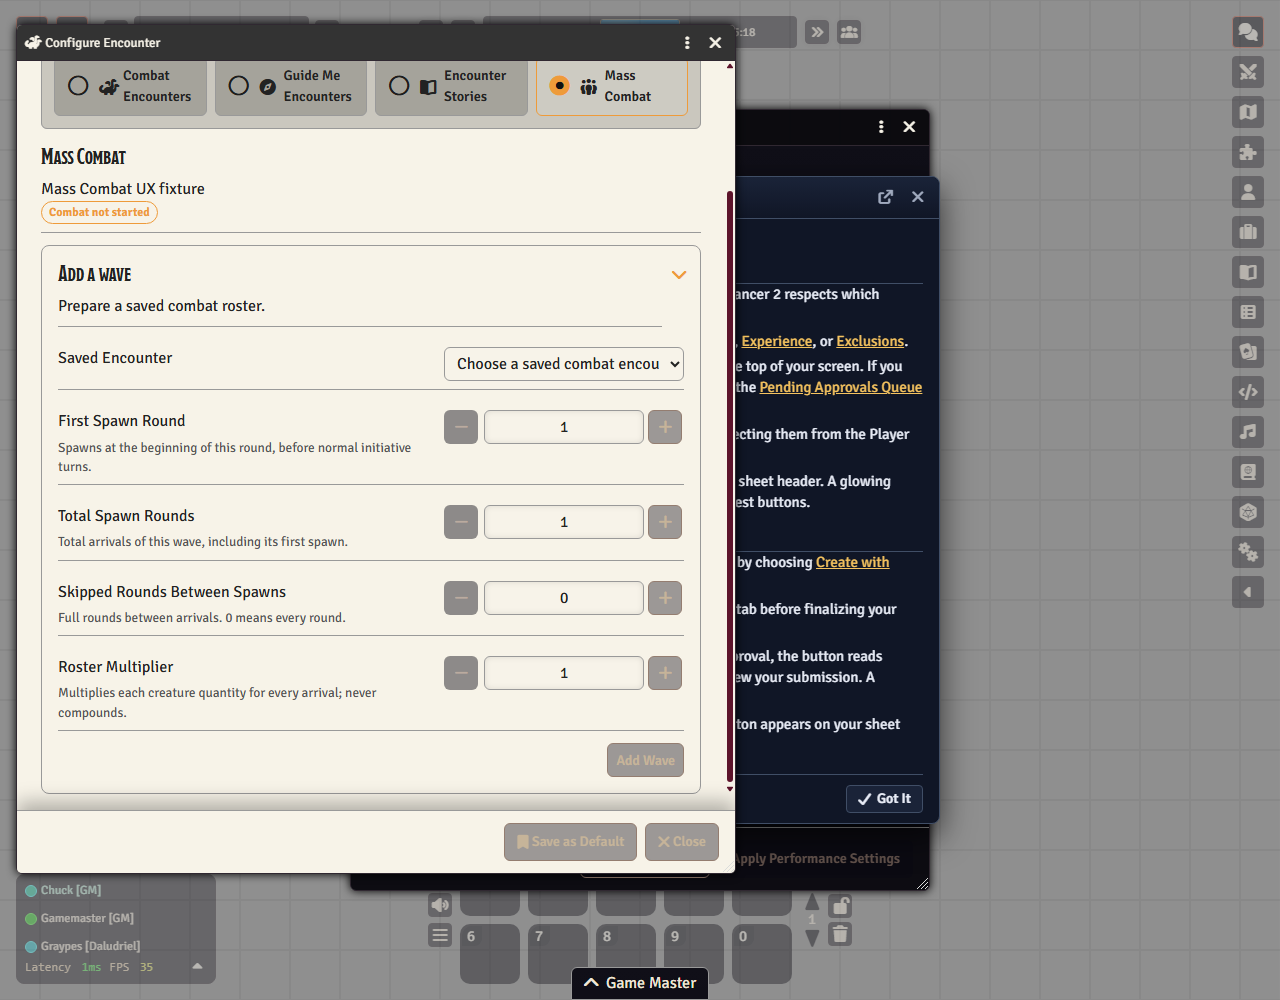 Configure Encounter
5:18
Combat
Encounters
Guide Me
Encounters
Encounter
Stories
Mass
Combat
Mass Combat
Mass Combat UX fixture
Combat not started
Add a wave
Prepare a saved combat roster.
Saved Encounter
Choose a saved combat encou
First Spawn Round
1
Spawns at the beginning of this round, before normal initiative
turns.
Total Spawn Rounds
1
Total arrivals of this wave, including its first spawn.
Skipped Rounds Between Spawns
0
Full rounds between arrivals. 0 means every round.
Roster Multiplier
1
Multiplies each creature quantity for every arrival; never
compounds.
Add Wave
Save as Default
Close
ancer 2 respects which
, Experience, or Exclusions.
e top of your screen. If you
the Pending Approvals Queue
ecting them from the Player
sheet header. A glowing
est buttons.
by choosing Create with
tab before finalizing your
roval, the button reads
ew your submission. A
ton appears on your sheet
Got It
Apply Performance Settings
Chuck [GM]
Gamemaster [GM]
Graypes [Daludriel]
Latency 1ms FPS 35
6 7 8 9 0
1
Game Master